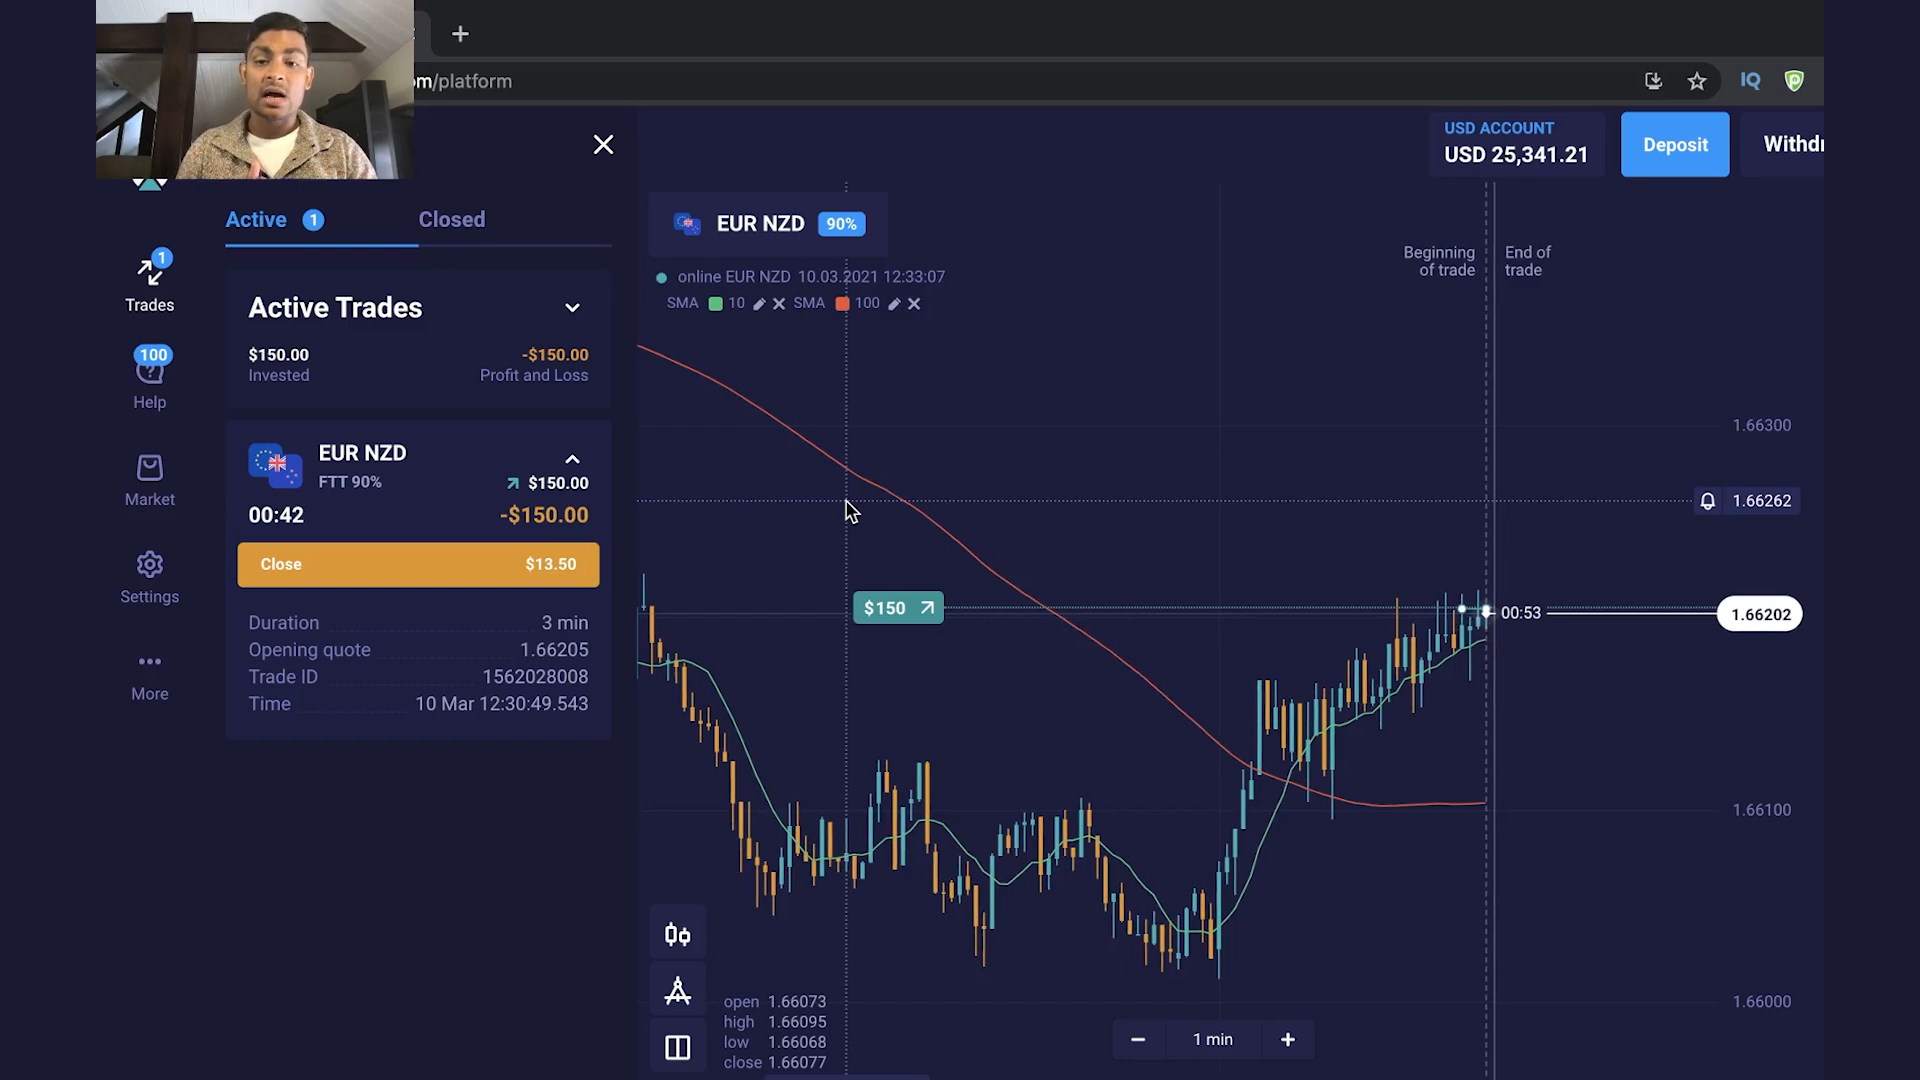 om/platform
IQ
USD ACCOUNT
USD 25,341.21
Deposit
Withdr
Active 1
Closed
1
Trades
100
Help
Market
Settings
More
Active Trades
$150.00
-$150.00
Invested
Profit and Loss
EUR NZD
FTT 90%
$150.00
00:42
-$150.00
Close
$13.50
Duration
3 min
Opening quote
1.66205
Trade ID
1562028008
Time
10 Mar 12:30:49.543
EUR NZD 90%
online EUR NZD 10.03.2021 12:33:07
SMA 10 SMA 100
Beginning
of trade
End of
trade
1.66300
1.66262
$150
00:53
1.66202
1.66100
1.66000
open 1.66073
high 1.66095
low 1.66068
close 1.66077
1 min